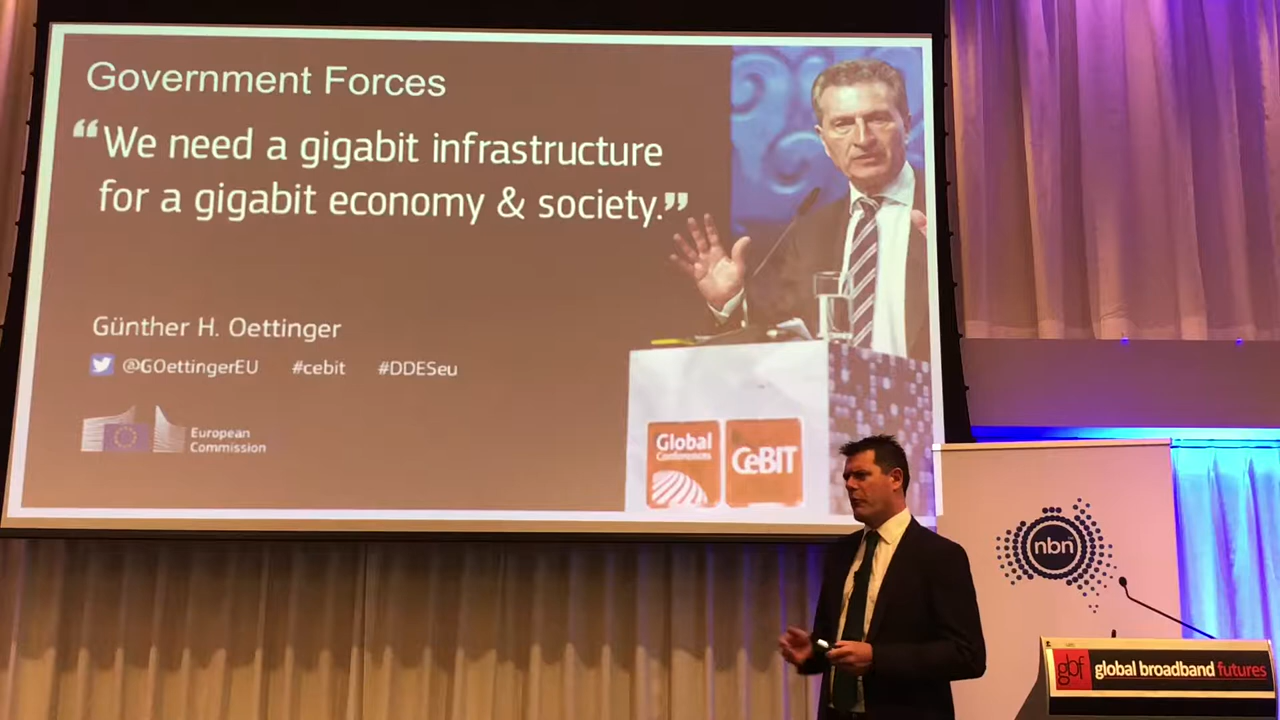 Government Forces
“We need a gigabit infrastructure
for a gigabit economy & society.”
Günther H. Oettinger
@GOettingerEU #cebit #DDESeu
European
Commission
Global
Conferences
CeBIT
nbn
gbf global broadband futures